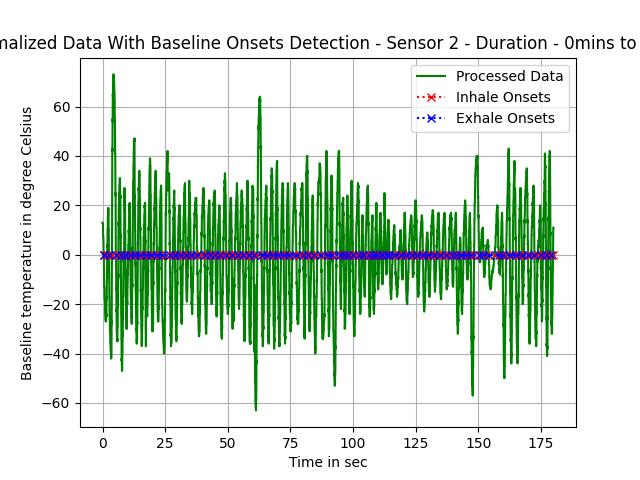 malized Data With Baseline Onsets Detection - Sensor 2 - Duration - 0mins to
Processed Data
Inhale Onsets
Exhale Onsets
Baseline temperature in degree Celsius
60
40
20
0
−20
−40
−60
0 25 50 75 100 125 150 175
Time in sec